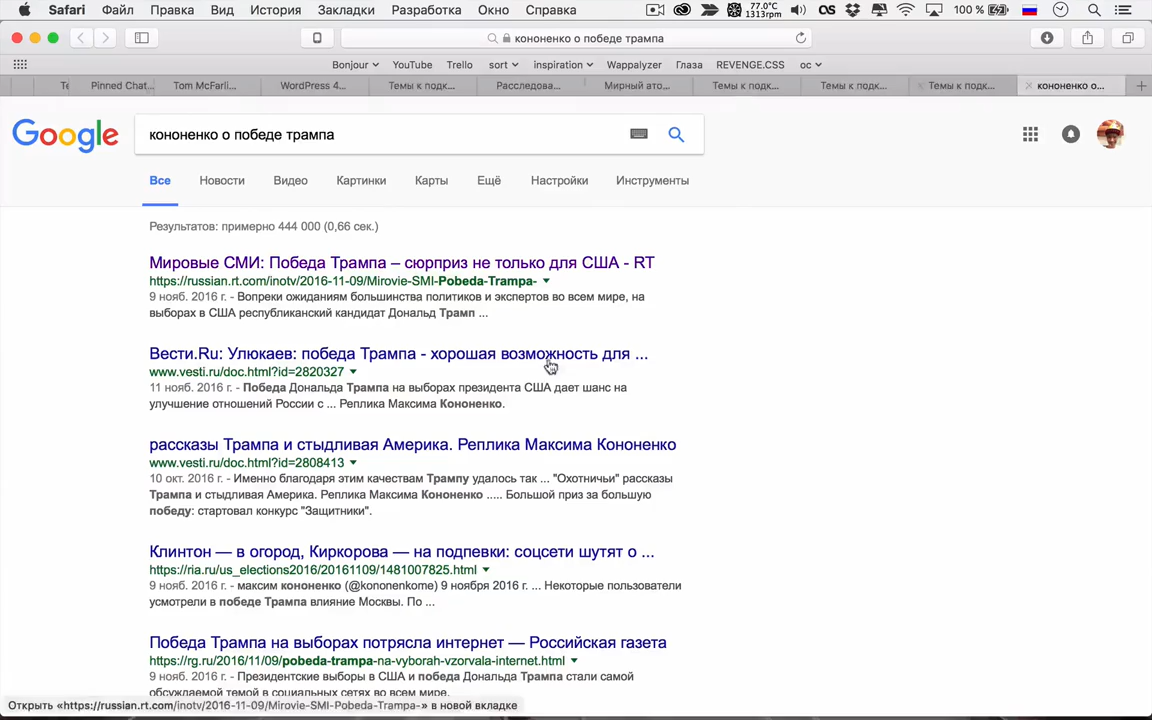 Safari Файл Правка Вид История Закладки Разработка Окно Справка 77.0°C 1313rpm 100 %
кононенко о победе трампа
Bonjour YouTube Trello sort inspiration Wappalyzer Глаза REVENGE.CSS ос
Те Pinned Chat... Tom McFarli... WordPress 4... Темы к подк... Расследова... Мирный ато... Темы к подк... Темы к подк... Темы к подк... кононенко о...
Google кононенко о победе трампа
Все Новости Видео Картинки Карты Ещё Настройки Инструменты
Результатов: примерно 444 000 (0,66 сек.)
Мировые СМИ: Победа Трампа – сюрприз не только для США - RT
https://russian.rt.com/inotv/2016-11-09/Mirovie-SMI-Pobeda-Trampa-
9 нояб. 2016 г. - Вопреки ожиданиям большинства политиков и экспертов во всем мире, на
выборах в США республиканский кандидат Дональд Трамп ...
Вести.Ru: Улюкаев: победа Трампа - хорошая возможность для ...
www.vesti.ru/doc.html?id=2820327
11 нояб. 2016 г. - Победа Дональда Трампа на выборах президента США дает шанс на
улучшение отношений России с ... Реплика Максима Кононенко.
рассказы Трампа и стыдливая Америка. Реплика Максима Кононенко
www.vesti.ru/doc.html?id=2808413
10 окт. 2016 г. - Именно благодаря этим качествам Трампу удалось так ... "Охотничьи" рассказы
Трампа и стыдливая Америка. Реплика Максима Кононенко ..... Большой приз за большую
победу: стартовал конкурс "Защитники".
Клинтон — в огород, Киркорова — на подпевки: соцсети шутят о ...
https://ria.ru/us_elections2016/20161109/1481007825.html
9 нояб. 2016 г. - максим кононенко (@kononenkome) 9 ноября 2016 г. ... Некоторые пользователи
усмотрели в победе Трампа влияние Москвы. По ...
Победа Трампа на выборах потрясла интернет — Российская газета
https://rg.ru/2016/11/09/pobeda-trampa-na-vyborah-vzorvala-internet.html
9 нояб. 2016 г. - Президентские выборы в США и победа Дональда Трампа стали самой
обсуждаемой темой в социальных сетях во всем мире.
Открыть «https://russian.rt.com/inotv/2016-11-09/Mirovie-SMI-Pobeda-Trampa-» в новой вкладке